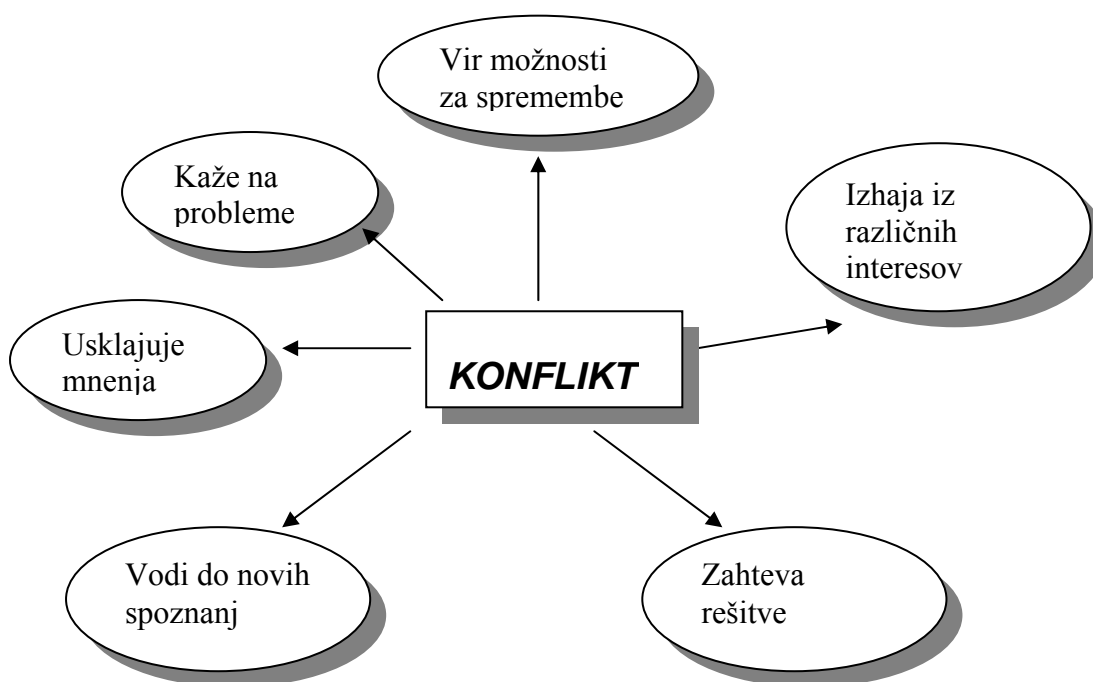 Vir možnosti
za spremembe
Kaže na
probleme
Izhaja iz
različnih
interesov
Usklajuje
mnenja
KONFLIKT
Vodi do novih
spoznanj
Zahteva
rešitve